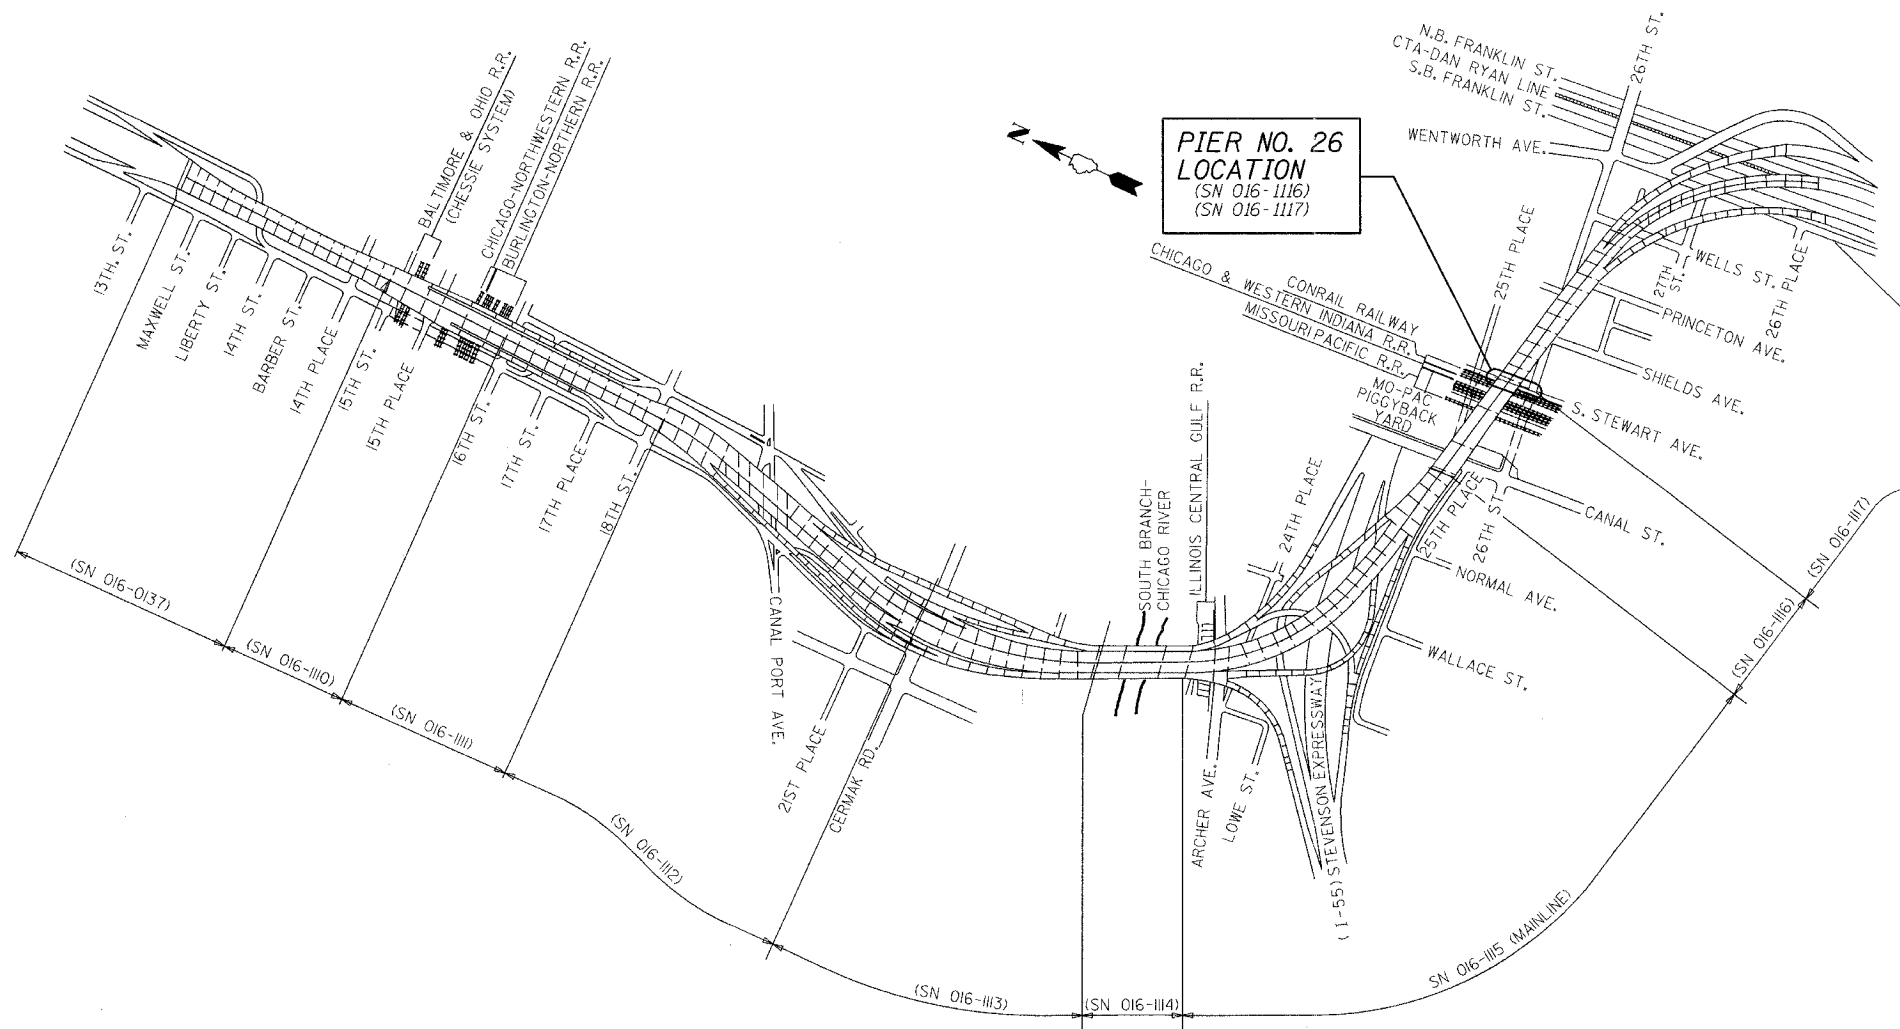 26TH ST.
N.B. FRANKLIN ST.
CTA-DAN RYAN LINE
S.B. FRANKLIN ST.
WENTWORTH AVE.
BALTIMORE & OHIO R.R.
(CHESSIE SYSTEM)
CHICAGO-NORTHWESTERN R.R.
BURLINGTON-NORTHERN R.R.
N
PIER NO. 26
LOCATION
(SN 016-1116)
(SN 016-1117)
25TH PLACE
WELLS ST.
27TH
ST.
26TH PLACE
PRINCETON AVE.
SHIELDS AVE.
S. STEWART AVE.
CHICAGO &
WESTERN INDIANA R.R.
CONRAIL RAILWAY
MISSOURI PACIFIC R.R.
MO-PAC
PIGGYBACK
YARD
13TH. ST.
MAXWELL ST.
LIBERTY ST.
14TH ST.
BARBER ST.
14TH PLACE
15TH ST.
15TH PLACE
16TH ST.
17TH ST.
17TH PLACE
18TH ST.
CANAL PORT AVE.
21ST PLACE
CERMAK RD.
SOUTH BRANCH-
CHICAGO RIVER
ILLINOIS CENTRAL GULF R.R.
24TH PLACE
25TH PLACE
26TH ST.
CANAL ST.
NORMAL AVE.
WALLACE ST.
ARCHER AVE.
LOWE ST.
(I-55) STEVENSON EXPRESSWAY
(SN 016-0137)
(SN 016-1110)
(SN 016-1111)
(SN 016-1112)
(SN 016-1113)
(SN 016-1114)
SN 016-1115 (MAINLINE)
(SN 016-1116)
(SN 016-1117)